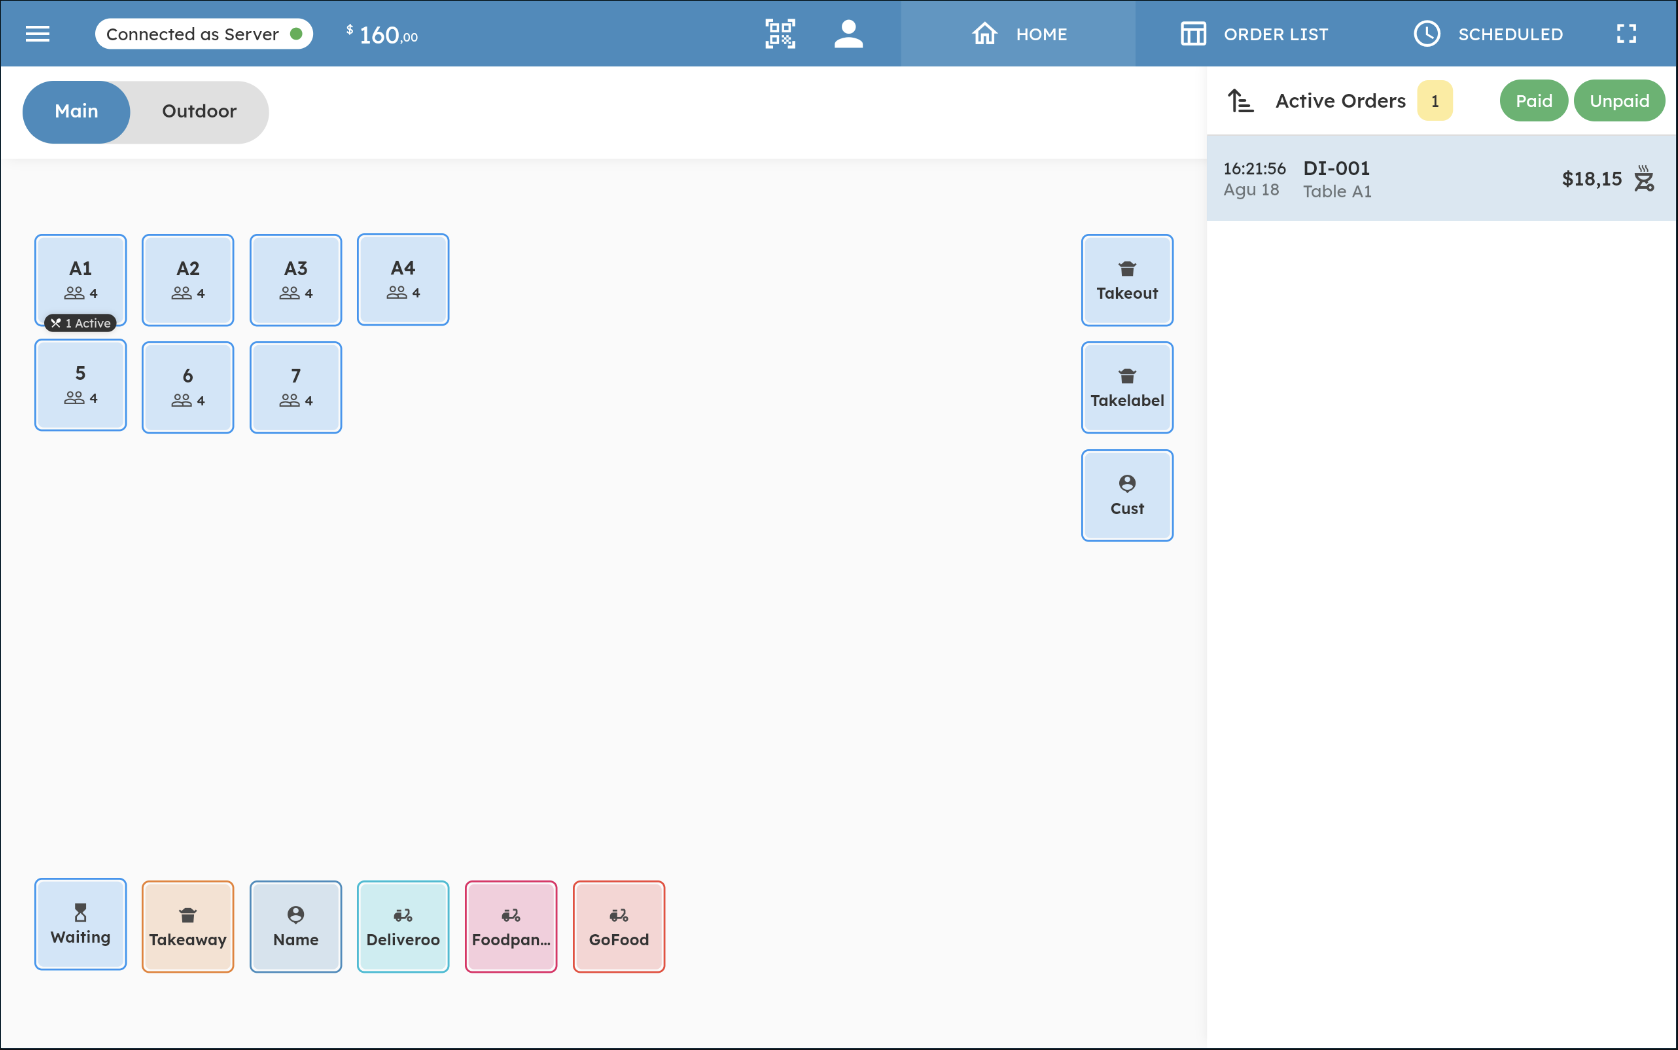 Connected as Server
$ 160,00
HOME
ORDER LIST
SCHEDULED
Main
Outdoor
Active Orders 1
Paid
Unpaid
16:21:56 DI-001
Agu 18 Table A1
$18,15
A1
4
1 Active
A2
4
A3
4
A4
4
5
4
6
4
7
4
Takeout
Takelabel
Cust
Waiting
Takeaway
Name
Deliveroo
Foodpan...
GoFood